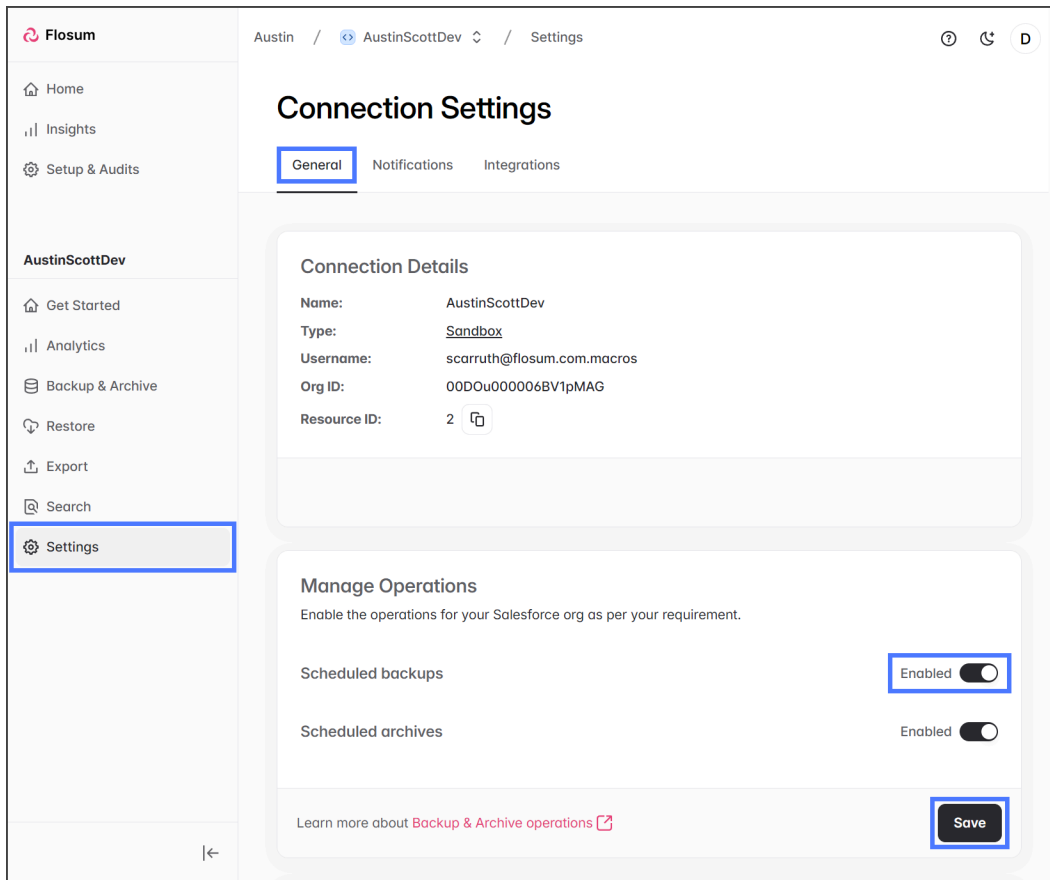 Flosum
Home
Insights
Setup & Audits
AustinScottDev
Get Started
Analytics
Backup & Archive
Restore
Export
Search
Settings
Austin / AustinScottDev / Settings
D
Connection Settings
General Notifications Integrations
Connection Details
Name: AustinScottDev
Type: Sandbox
Username: scarruth@flosum.com.macros
Org ID: 00DOu000006BV1pMAG
Resource ID: 2
Manage Operations
Enable the operations for your Salesforce org as per your requirement.
Scheduled backups Enabled
Scheduled archives Enabled
Learn more about Backup & Archive operations Save